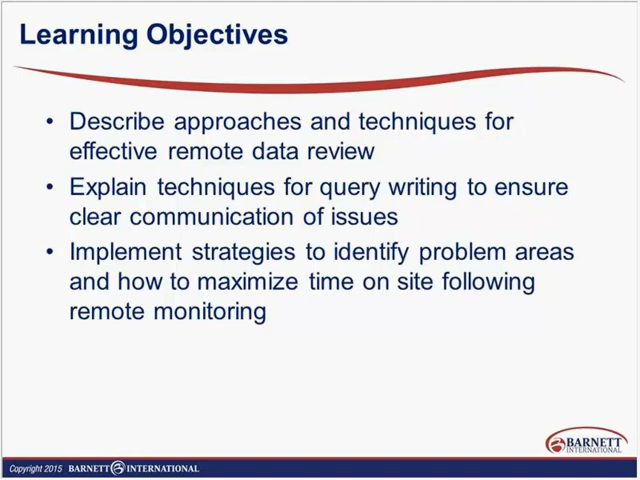 Learning Objectives
• Describe approaches and techniques for
effective remote data review
• Explain techniques for query writing to ensure
clear communication of issues
• Implement strategies to identify problem areas
and how to maximize time on site following
remote monitoring
BARNETT
INTERNATIONAL
Copyright 2015 BARNETT INTERNATIONAL